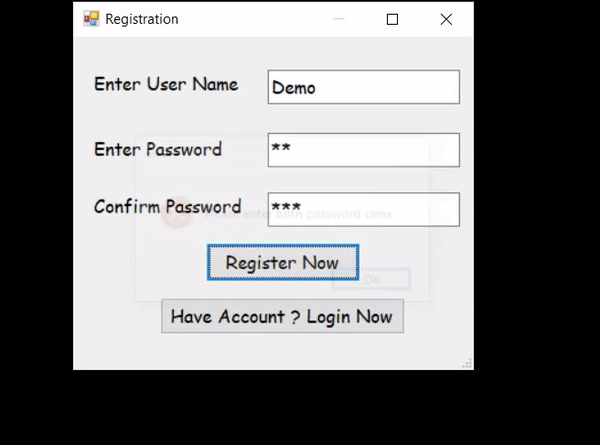 Registration
Enter User Name
Demo
Enter Password
**
Confirm Password
***
Please enter both password same
Register Now
OK
Have Account ? Login Now